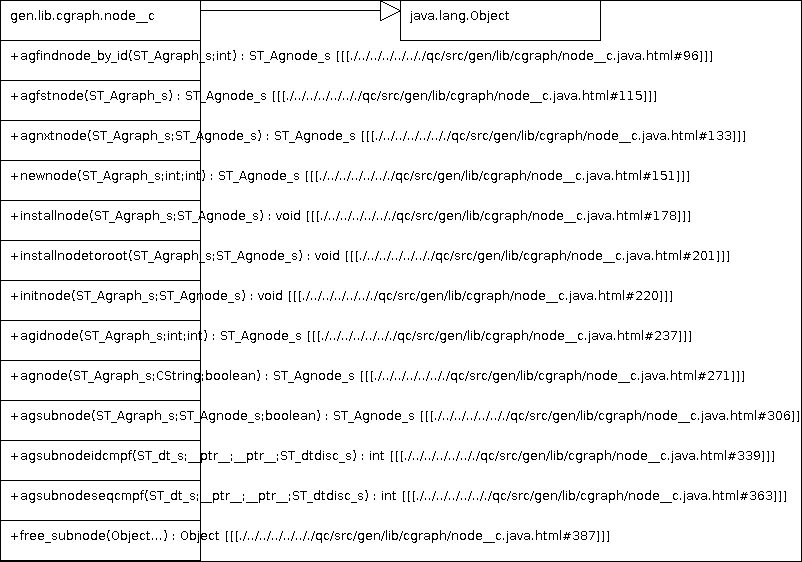 gen.lib.cgraph.node__c
java.lang.Object
+agfindnode_by_id(ST_Agraph_s;int) : ST_Agnode_s [[[./../../../../../../qc/src/gen/lib/cgraph/node__c.java.html#96]]]
+agfstnode(ST_Agraph_s) : ST_Agnode_s [[[./../../../../../../qc/src/gen/lib/cgraph/node__c.java.html#115]]]
+agnxtnode(ST_Agraph_s;ST_Agnode_s) : ST_Agnode_s [[[./../../../../../../qc/src/gen/lib/cgraph/node__c.java.html#133]]]
+newnode(ST_Agraph_s;int;int) : ST_Agnode_s [[[./../../../../../../qc/src/gen/lib/cgraph/node__c.java.html#151]]]
+installnode(ST_Agraph_s;ST_Agnode_s) : void [[[./../../../../../../qc/src/gen/lib/cgraph/node__c.java.html#178]]]
+installnodetoroot(ST_Agraph_s;ST_Agnode_s) : void [[[./../../../../../../qc/src/gen/lib/cgraph/node__c.java.html#201]]]
+initnode(ST_Agraph_s;ST_Agnode_s) : void [[[./../../../../../../qc/src/gen/lib/cgraph/node__c.java.html#220]]]
+agidnode(ST_Agraph_s;int;int) : ST_Agnode_s [[[./../../../../../../qc/src/gen/lib/cgraph/node__c.java.html#237]]]
+agnode(ST_Agraph_s;CString;boolean) : ST_Agnode_s [[[./../../../../../../qc/src/gen/lib/cgraph/node__c.java.html#271]]]
+agsubnode(ST_Agraph_s;ST_Agnode_s;boolean) : ST_Agnode_s [[[./../../../../../../qc/src/gen/lib/cgraph/node__c.java.html#306]]]
+agsubnodeidcmpf(ST_dt_s;__ptr__;__ptr__;ST_dtdisc_s) : int [[[./../../../../../../qc/src/gen/lib/cgraph/node__c.java.html#339]]]
+agsubnodeseqcmpf(ST_dt_s;__ptr__;__ptr__;ST_dtdisc_s) : int [[[./../../../../../../qc/src/gen/lib/cgraph/node__c.java.html#363]]]
+free_subnode(Object...) : Object [[[./../../../../../../qc/src/gen/lib/cgraph/node__c.java.html#387]]]